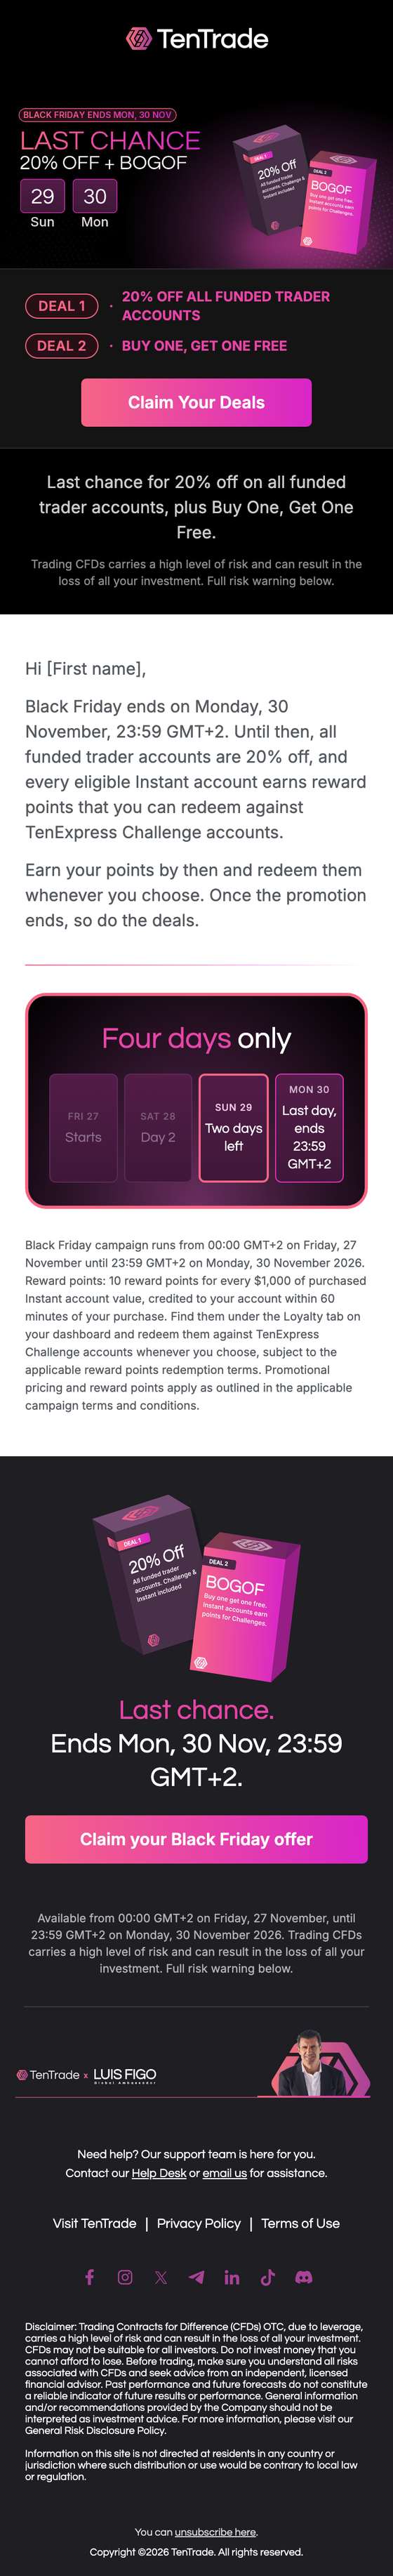 TenTrade
BLACK FRIDAY ENDS MON, 30 NOV
LAST CHANCE
20% OFF + BOGOF
29
Sun
30
Mon
DEAL 1
20% Off
All funded trader
accounts. Challenge &
Instant included
DEAL 2
BOGOF
Buy one get one free.
Instant accounts earn
points for Challenges.
DEAL 1 · 20% OFF ALL FUNDED TRADER
ACCOUNTS
DEAL 2 · BUY ONE, GET ONE FREE
Claim Your Deals
Last chance for 20% off on all funded
trader accounts, plus Buy One, Get One
Free.
Trading CFDs carries a high level of risk and can result in the
loss of all your investment. Full risk warning below.
Hi [First name],
Black Friday ends on Monday, 30
November, 23:59 GMT+2. Until then, all
funded trader accounts are 20% off, and
every eligible Instant account earns reward
points that you can redeem against
TenExpress Challenge accounts.
Earn your points by then and redeem them
whenever you choose. Once the promotion
ends, so do the deals.
Four days only
FRI 27
Starts
SAT 28
Day 2
SUN 29
Two days
left
MON 30
Last day,
ends
23:59
GMT+2
Black Friday campaign runs from 00:00 GMT+2 on Friday, 27
November until 23:59 GMT+2 on Monday, 30 November 2026.
Reward points: 10 reward points for every $1,000 of purchased
Instant account value, credited to your account within 60
minutes of your purchase. Find them under the Loyalty tab on
your dashboard and redeem them against TenExpress
Challenge accounts whenever you choose, subject to the
applicable reward points redemption terms. Promotional
pricing and reward points apply as outlined in the applicable
campaign terms and conditions.
DEAL 1
20% Off
All funded trader
accounts. Challenge &
Instant included
DEAL 2
BOGOF
Buy one get one free.
Instant accounts earn
points for Challenges.
Last chance.
Ends Mon, 30 Nov, 23:59
GMT+2.
Claim your Black Friday offer
Available from 00:00 GMT+2 on Friday, 27 November, until
23:59 GMT+2 on Monday, 30 November 2026. Trading CFDs
carries a high level of risk and can result in the loss of all your
investment. Full risk warning below.
TenTrade x LUIS FIGO
Global Ambassador
Need help? Our support team is here for you.
Contact our Help Desk or email us for assistance.
Visit TenTrade | Privacy Policy | Terms of Use
Disclaimer: Trading Contracts for Difference (CFDs) OTC, due to leverage,
carries a high level of risk and can result in the loss of all your investment.
CFDs may not be suitable for all investors. Do not invest money that you
cannot afford to lose. Before trading, make sure you understand all risks
associated with CFDs and seek advice from an independent, licensed
financial advisor. Past performance and future forecasts do not constitute
a reliable indicator of future results or performance. General information
and/or recommendations provided by the Company should not be
interpreted as investment advice. For more information, please visit our
General Risk Disclosure Policy.
Information on this site is not directed at residents in any country or
jurisdiction where such distribution or use would be contrary to local law
or regulation.
You can unsubscribe here.
Copyright ©2026 TenTrade. All rights reserved.